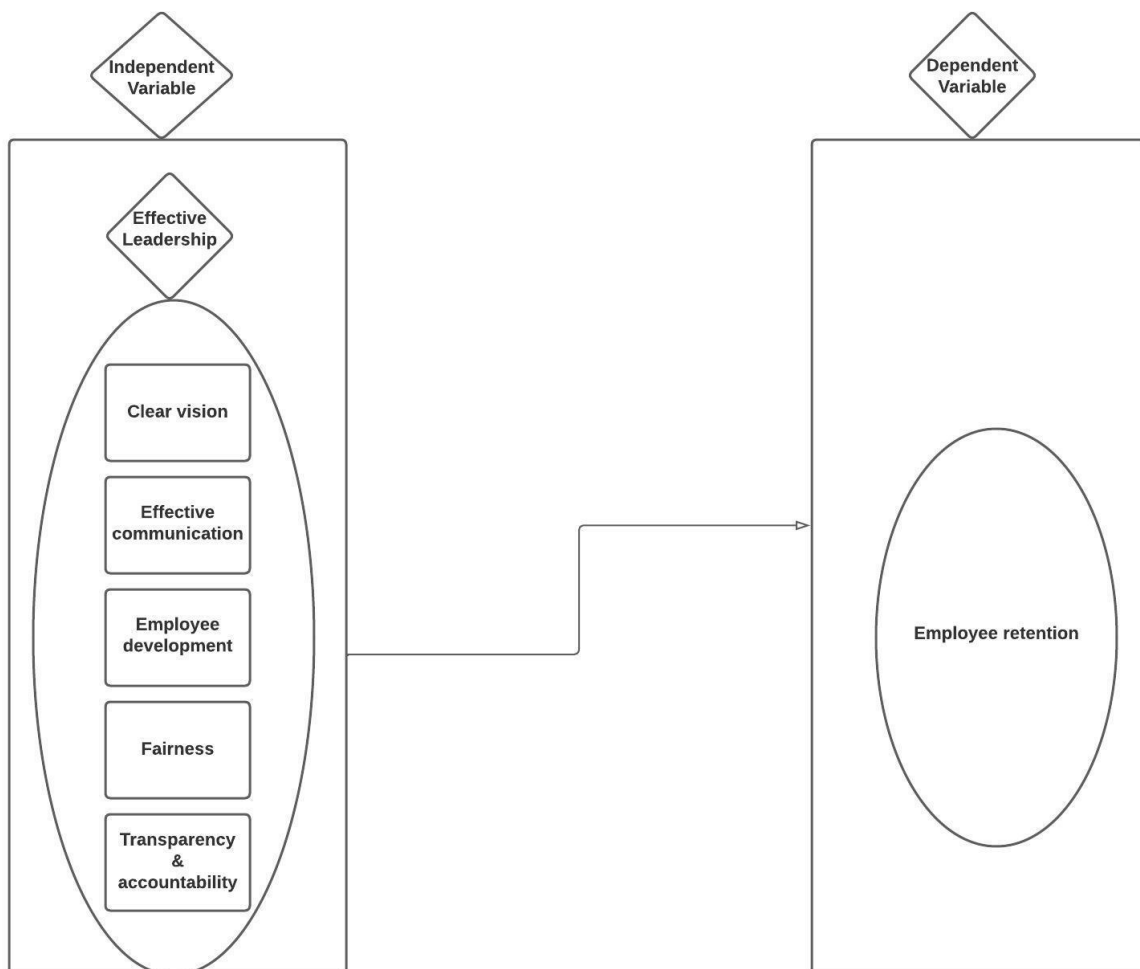 Independent
Variable
Dependent
Variable
Effective
Leadership
Clear vision
Effective
communication
Employee
development
Fairness
Transparency
&
accountability
Employee retention